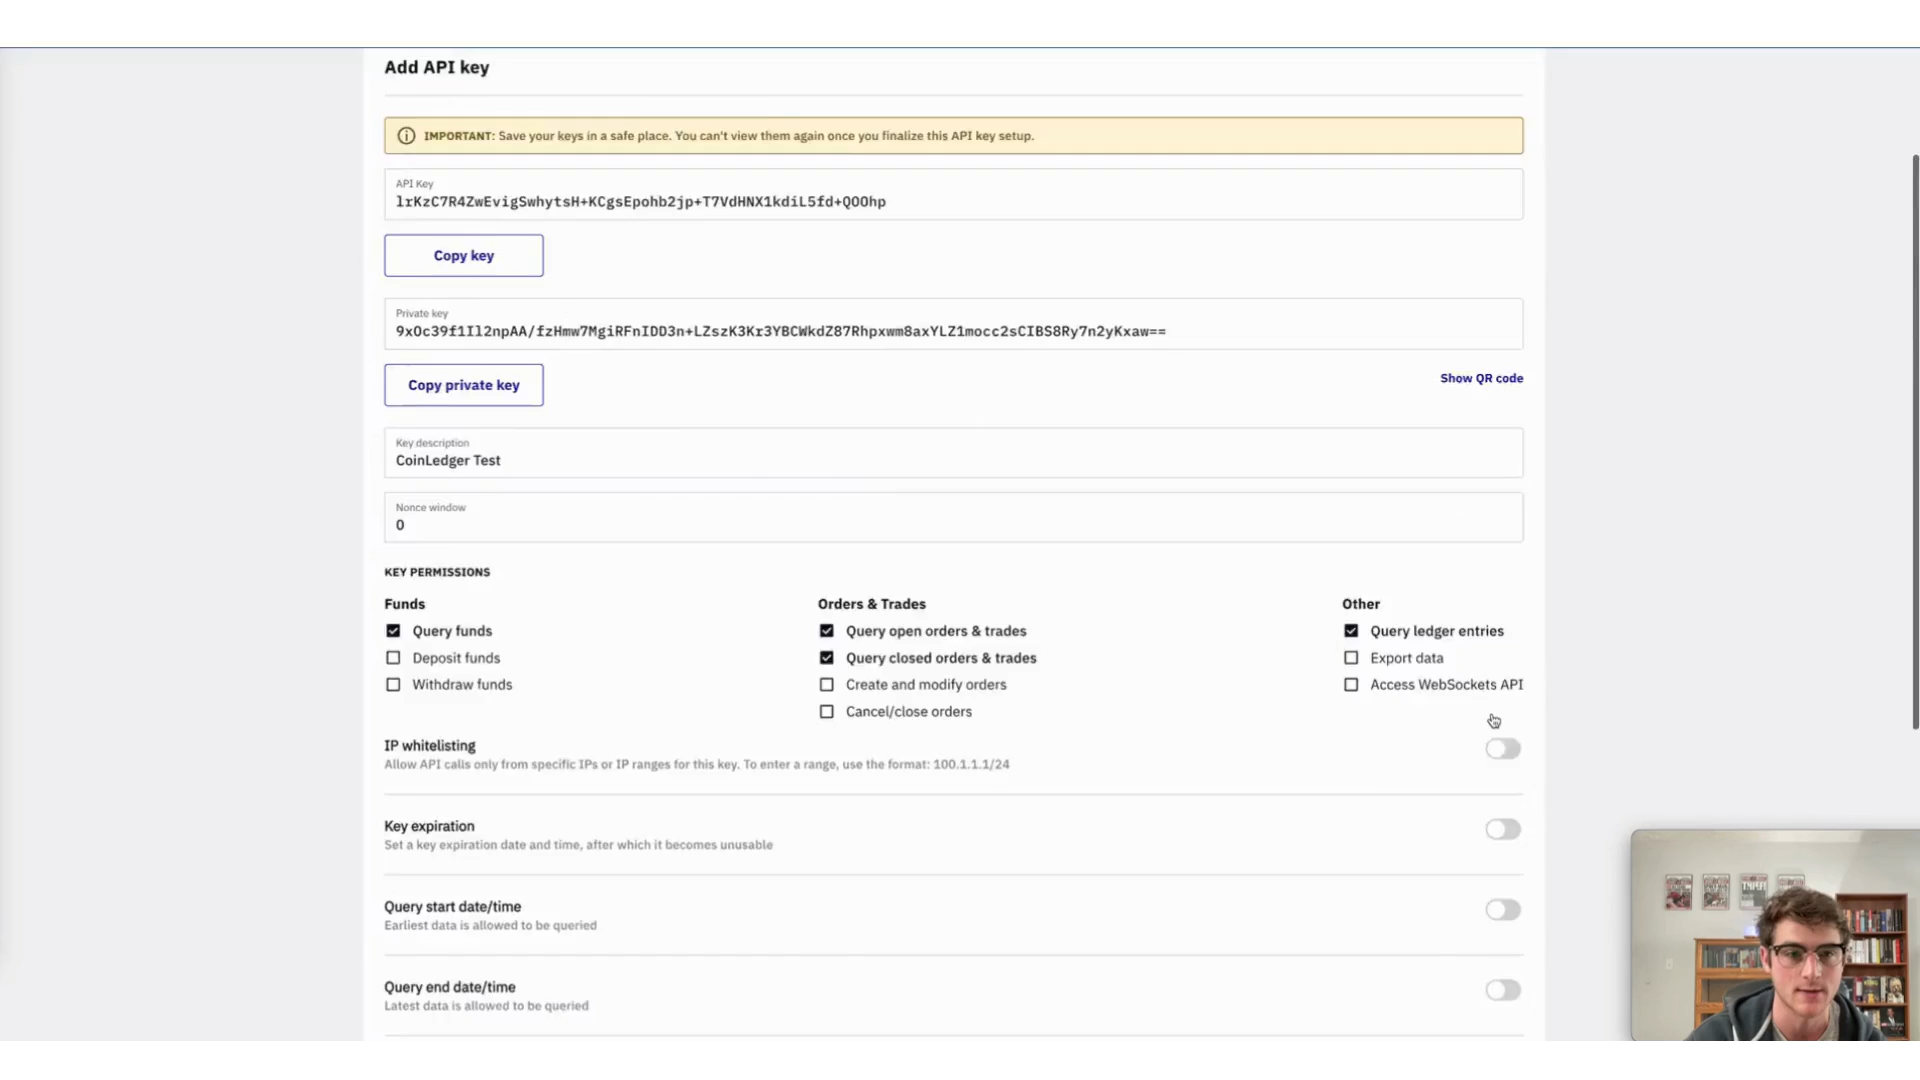 Add API key
IMPORTANT: Save your keys in a safe place. You can't view them again once you finalize this API key setup.
API Key
lrKzC7R4ZwEvigSwhytsH+KCgsEpohb2jp+T7VdHNX1kdiL5fd+QOOhp
Copy key
Private key
9xOc39f1Il2npAA/fzHmw7MgiRFnIDD3n+LZszK3Kr3YBCWkdZ87Rhpxwm8axYLZ1mocc2sCIBS8Ry7n2yKxaw==
Copy private key
Show QR code
Key description
CoinLedger Test
Nonce window
0
KEY PERMISSIONS
Funds
Query funds
Deposit funds
Withdraw funds
Orders & Trades
Query open orders & trades
Query closed orders & trades
Create and modify orders
Cancel/close orders
Other
Query ledger entries
Export data
Access WebSockets API
IP whitelisting
Allow API calls only from specific IPs or IP ranges for this key. To enter a range, use the format: 100.1.1.1/24
Key expiration
Set a key expiration date and time, after which it becomes unusable
Query start date/time
Earliest data is allowed to be queried
Query end date/time
Latest data is allowed to be queried